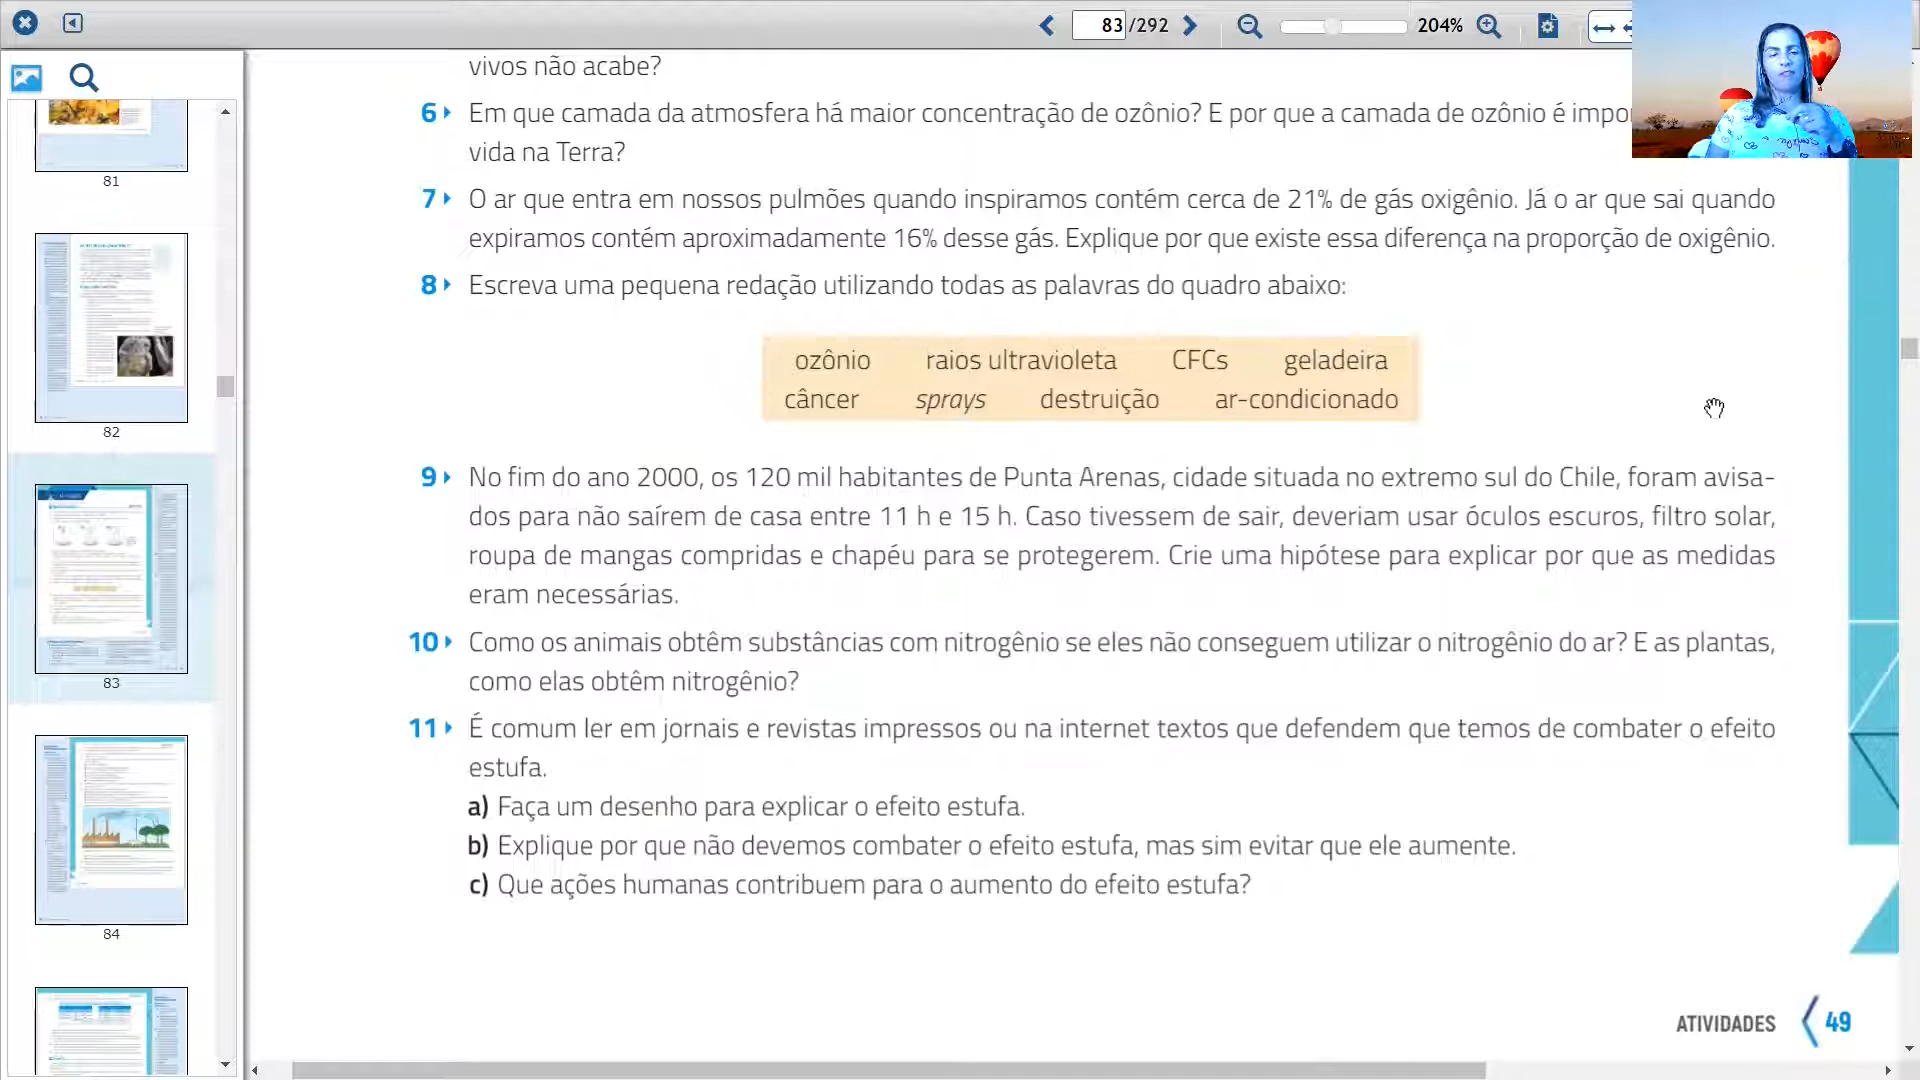 83 /292
204%
vivos não acabe?
6 Em que camada da atmosfera há maior concentração de ozônio? E por que a camada de ozônio é impor
vida na Terra?
7 O ar que entra em nossos pulmões quando inspiramos contém cerca de 21% de gás oxigênio. Já o ar que sai quando
expiramos contém aproximadamente 16% desse gás. Explique por que existe essa diferença na proporção de oxigênio.
8 Escreva uma pequena redação utilizando todas as palavras do quadro abaixo:
ozônio raios ultravioleta CFCs geladeira
câncer sprays destruição ar-condicionado
9 No fim do ano 2000, os 120 mil habitantes de Punta Arenas, cidade situada no extremo sul do Chile, foram avisa-
dos para não saírem de casa entre 11 h e 15 h. Caso tivessem de sair, deveriam usar óculos escuros, filtro solar,
roupa de mangas compridas e chapéu para se protegerem. Crie uma hipótese para explicar por que as medidas
eram necessárias.
10 Como os animais obtêm substâncias com nitrogênio se eles não conseguem utilizar o nitrogênio do ar? E as plantas,
como elas obtêm nitrogênio?
11 É comum ler em jornais e revistas impressos ou na internet textos que defendem que temos de combater o efeito
estufa.
a) Faça um desenho para explicar o efeito estufa.
b) Explique por que não devemos combater o efeito estufa, mas sim evitar que ele aumente.
c) Que ações humanas contribuem para o aumento do efeito estufa?
ATIVIDADES 49
81
82
83
84